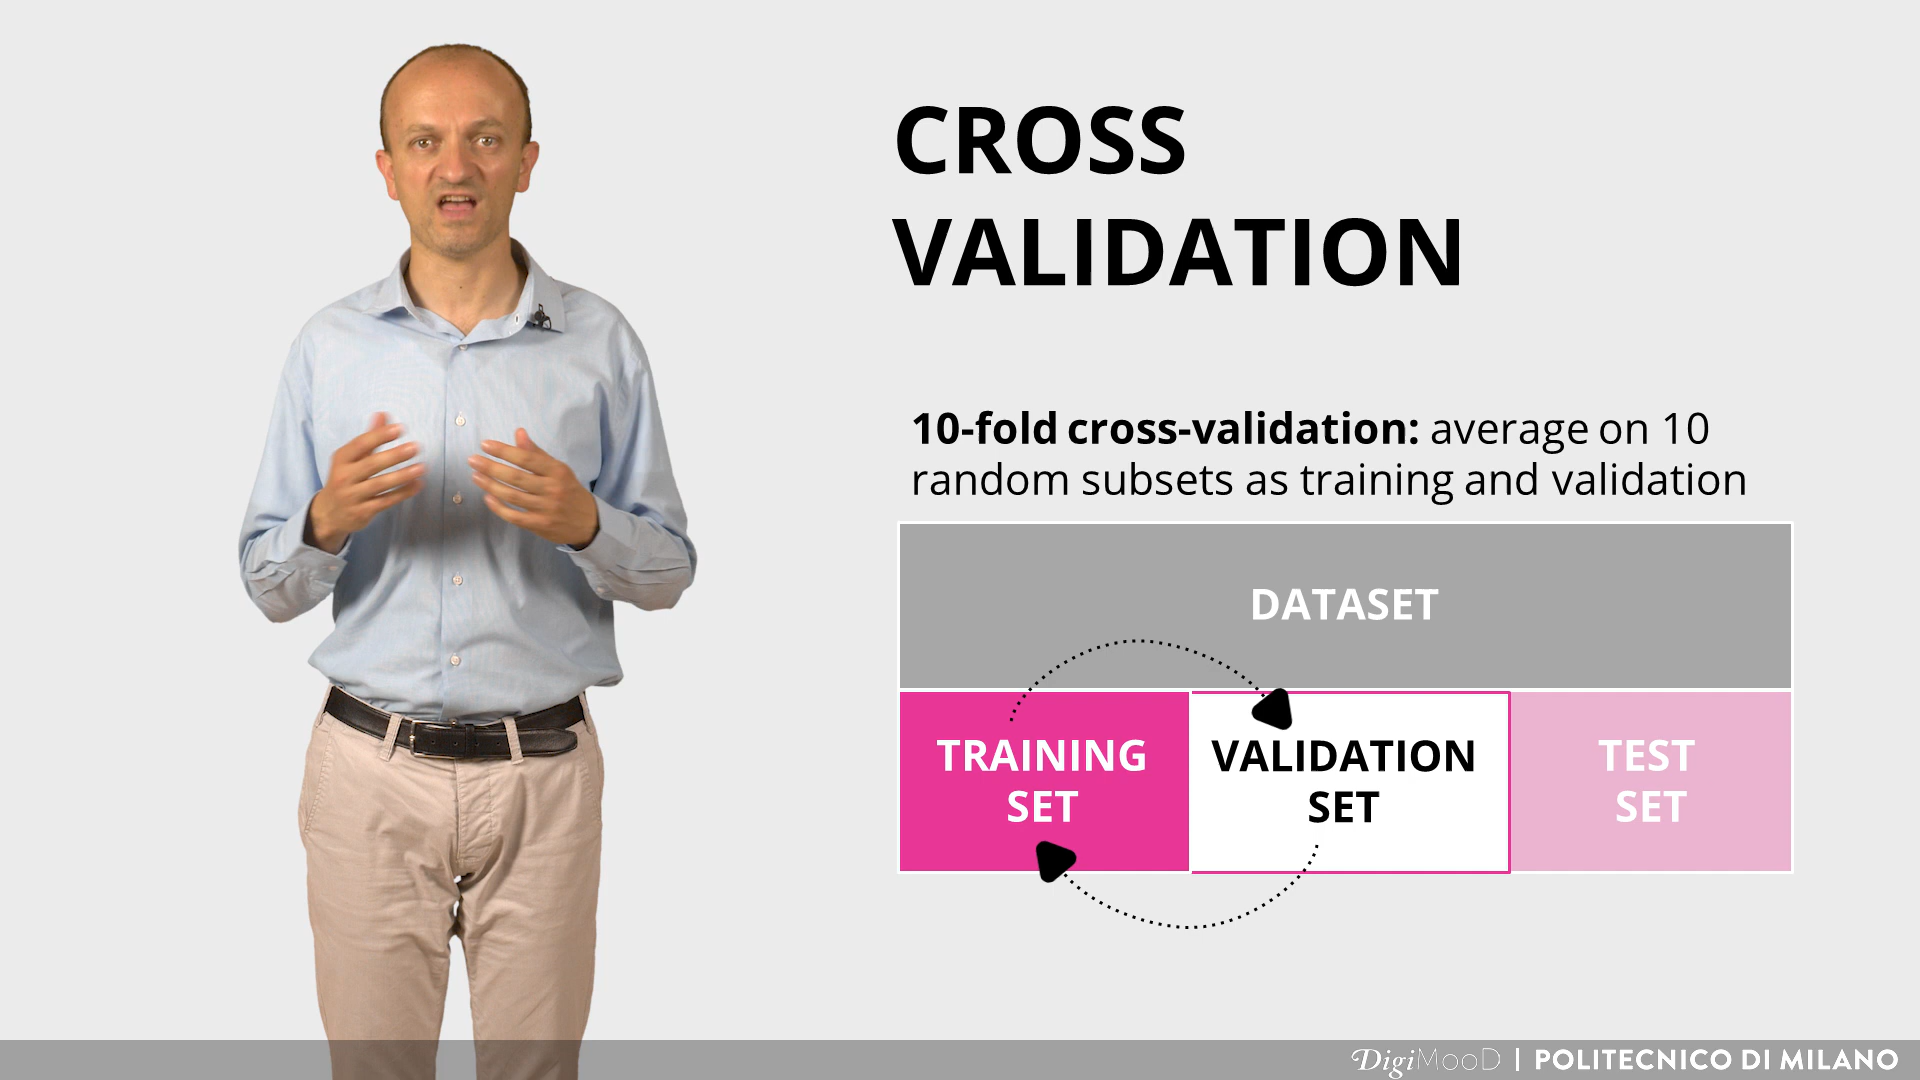 CROSS
VALIDATION
10-fold cross-validation: average on 10
random subsets as training and validation
DATASET
TRAINING
SET
VALIDATION
SET
TEST
SET
DigiMooD | POLITECNICO DI MILANO